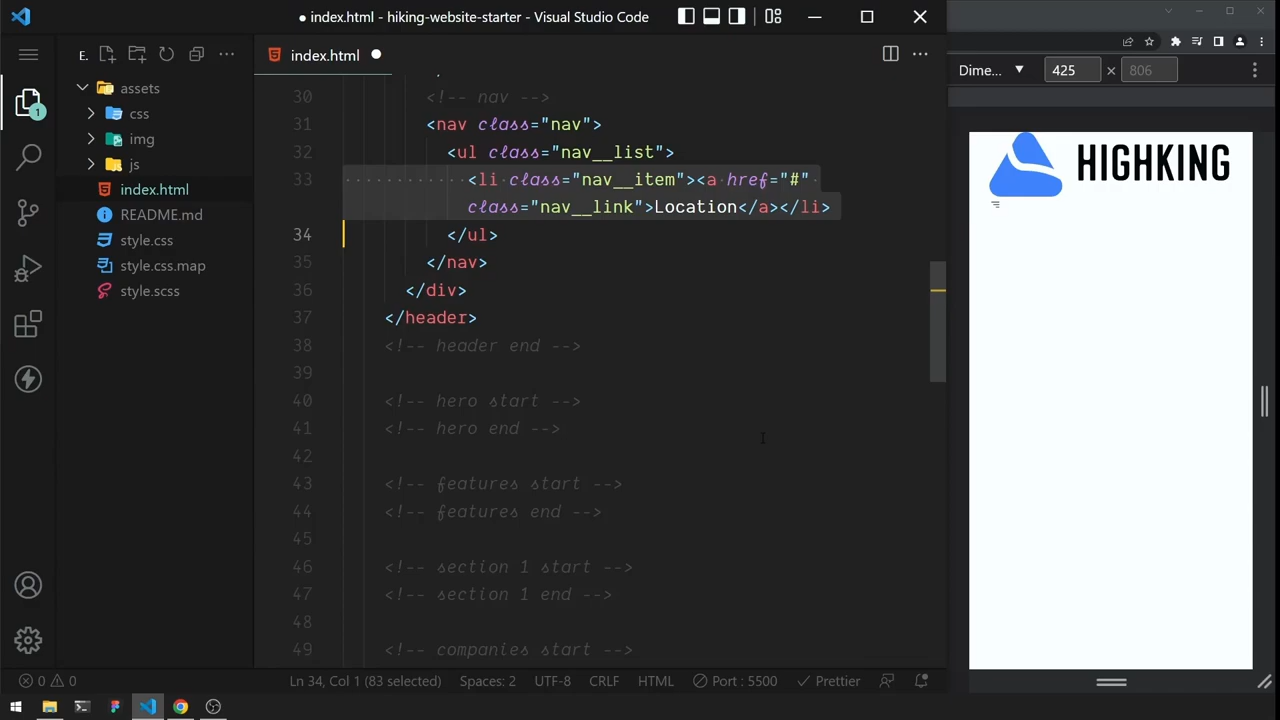 ● index.html - hiking-website-starter - Visual Studio Code
E.
assets
css
img
js
index.html
README.md
style.css
style.css.map
style.scss
1
index.html
30 <!-- nav -->
31 <nav class="nav">
32 <ul class="nav__list">
33 <li class="nav__item"><a href="#"
class="nav__link">Location</a></li>
34 </ul>
35 </nav>
36 </div>
37 </header>
38 <!-- header end -->
39
40 <!-- hero start -->
41 <!-- hero end -->
42
43 <!-- features start -->
44 <!-- features end -->
45
46 <!-- section 1 start -->
47 <!-- section 1 end -->
48
49 <!-- companies start -->
0 0 Ln 34, Col 1 (83 selected) Spaces: 2 UTF-8 CRLF HTML Port : 5500 Prettier
Dime... 425 × 806
HIGHKING